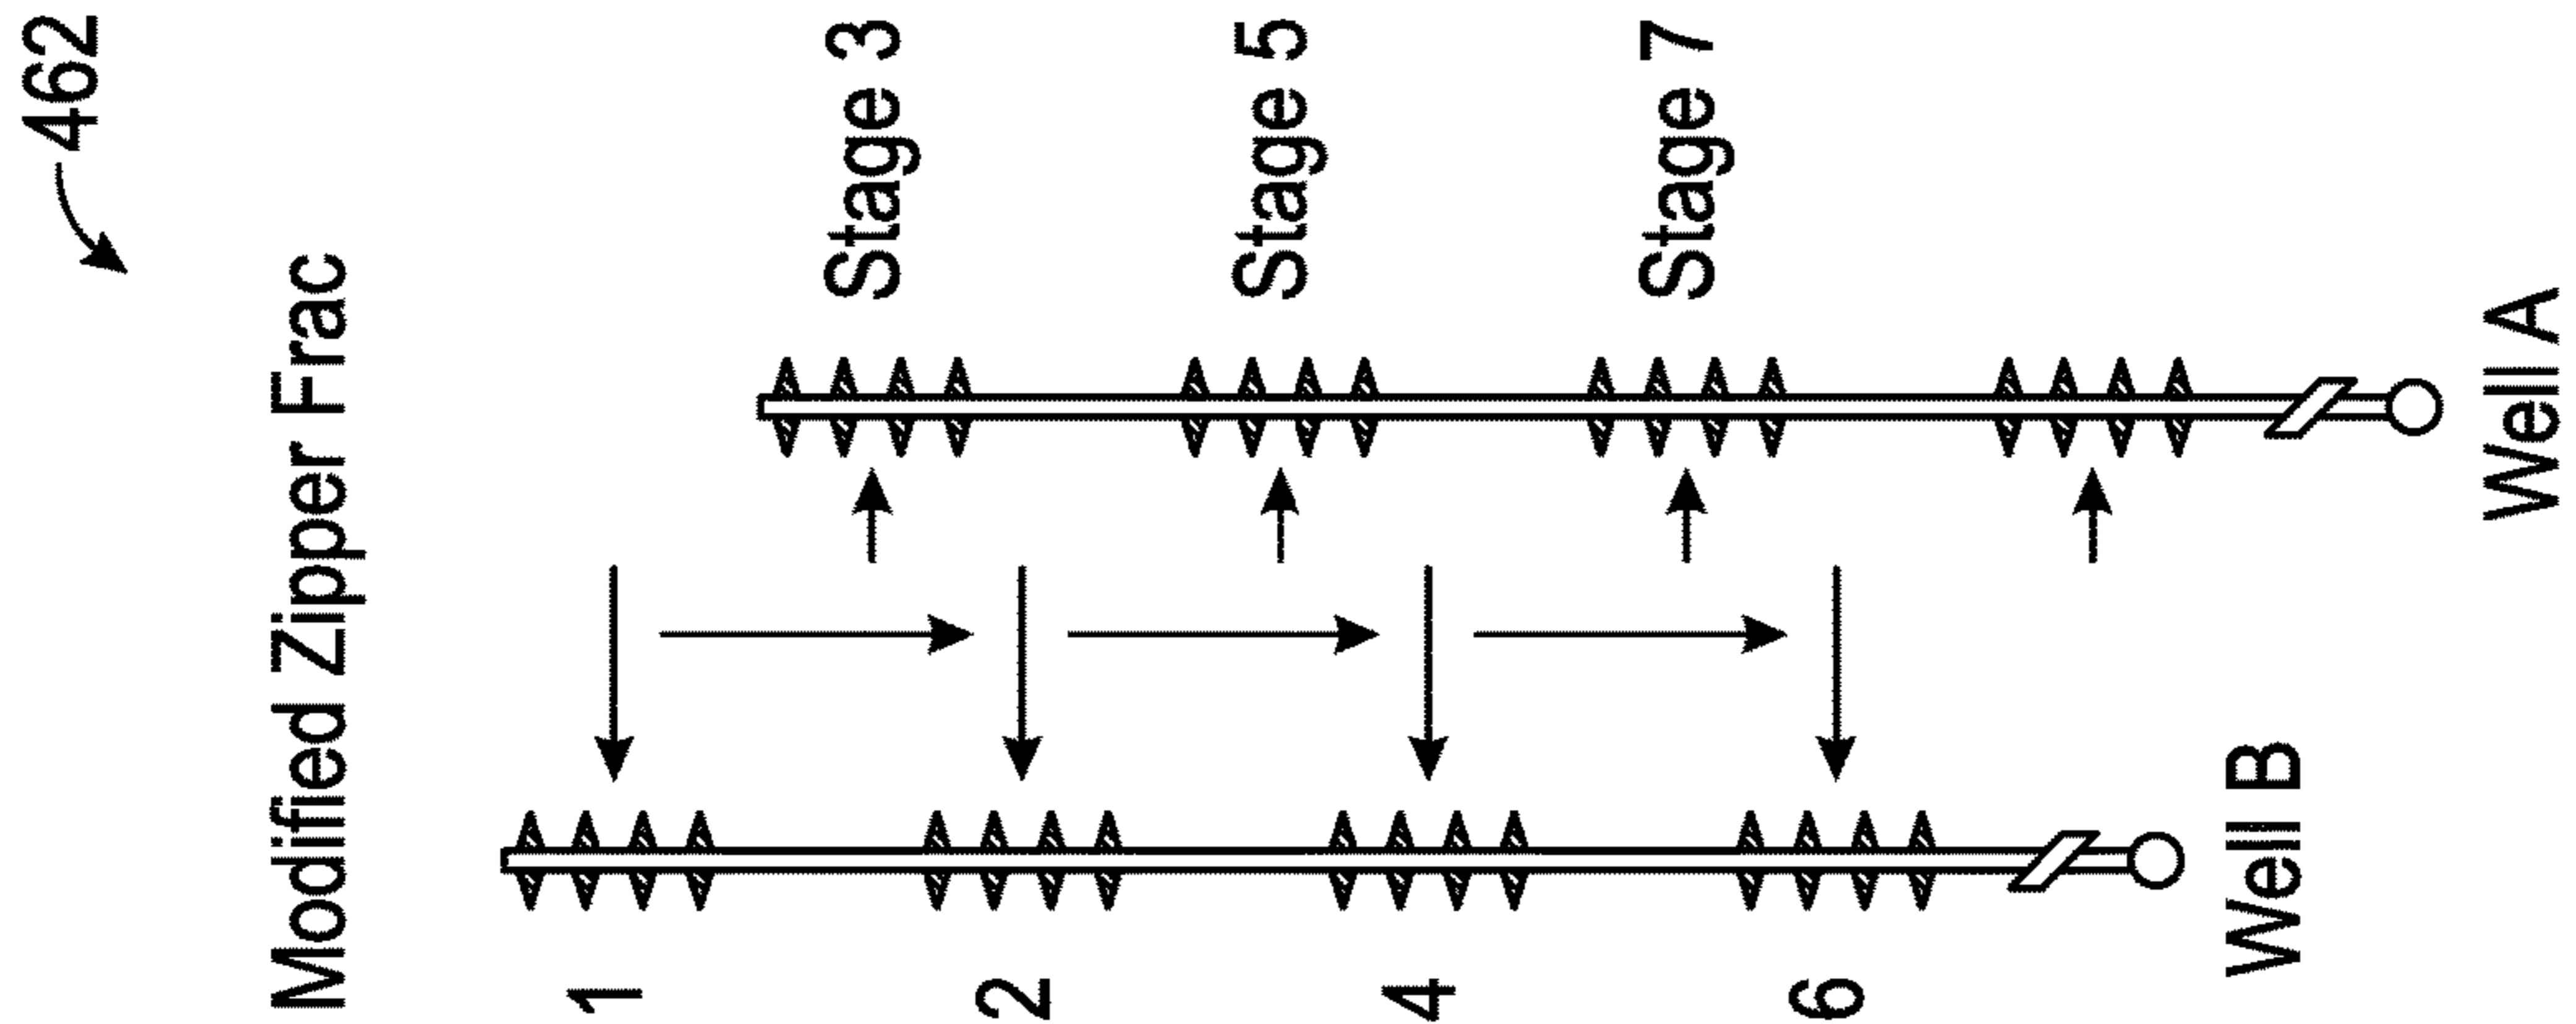 462
Modified Zipper Frac
1
Stage 3
2
Stage 5
4
Stage 7
6
Well B
Well A